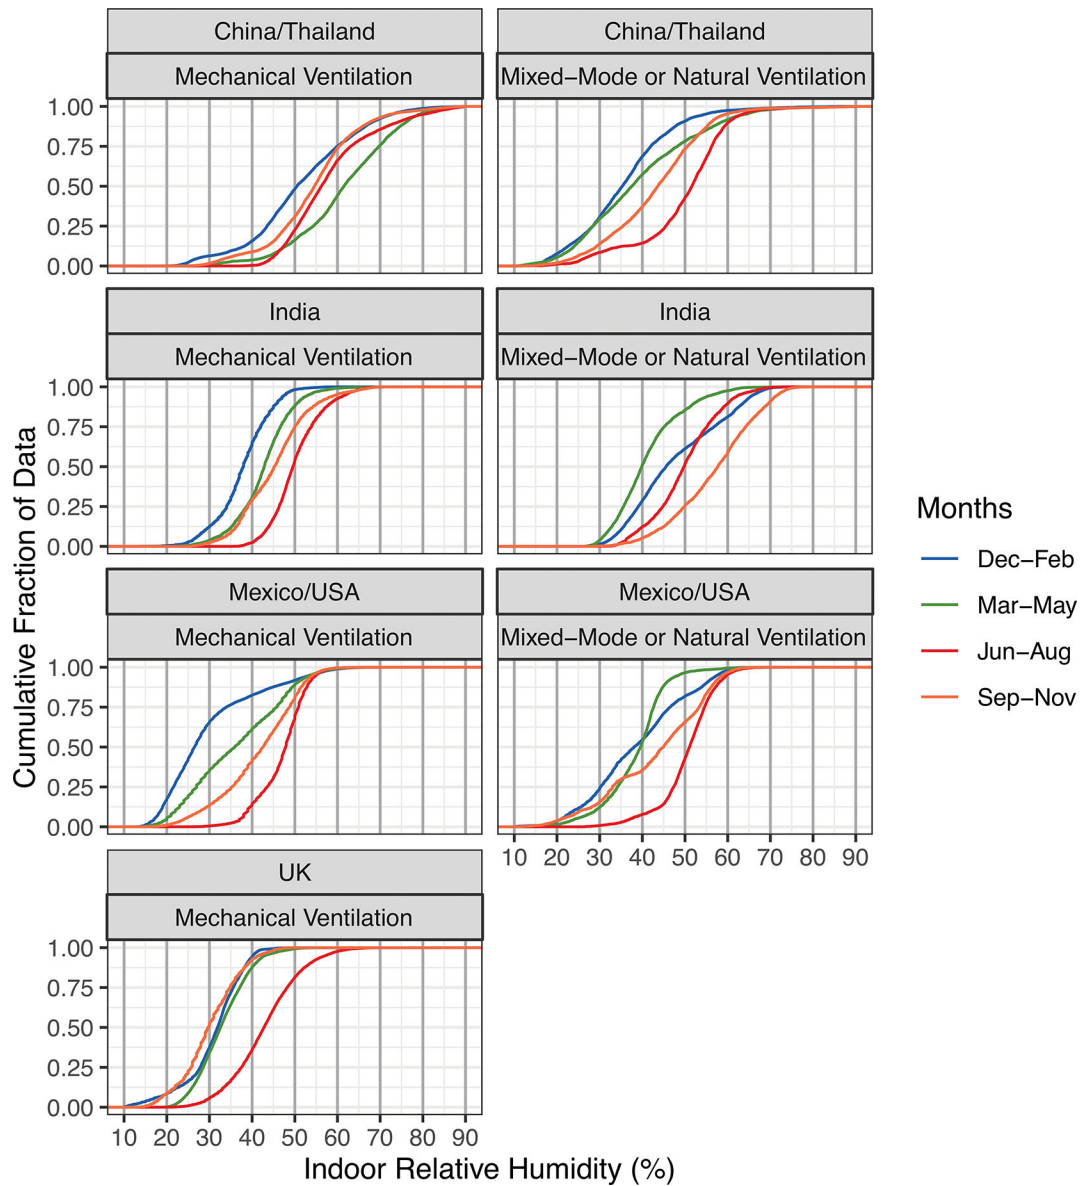 China/Thailand
Mechanical Ventilation
China/Thailand
Mixed−Mode or Natural Ventilation
1.00
0.75
0.50
0.25
0.00
India
Mechanical Ventilation
India
Mixed−Mode or Natural Ventilation
1.00
0.75
0.50
0.25
0.00
Mexico/USA
Mechanical Ventilation
Mexico/USA
Mixed−Mode or Natural Ventilation
1.00
0.75
0.50
0.25
0.00
10 20 30 40 50 60 70 80 90
UK
Mechanical Ventilation
1.00
0.75
0.50
0.25
0.00
10 20 30 40 50 60 70 80 90
Indoor Relative Humidity (%)
Cumulative Fraction of Data
Months
Dec−Feb
Mar−May
Jun−Aug
Sep−Nov